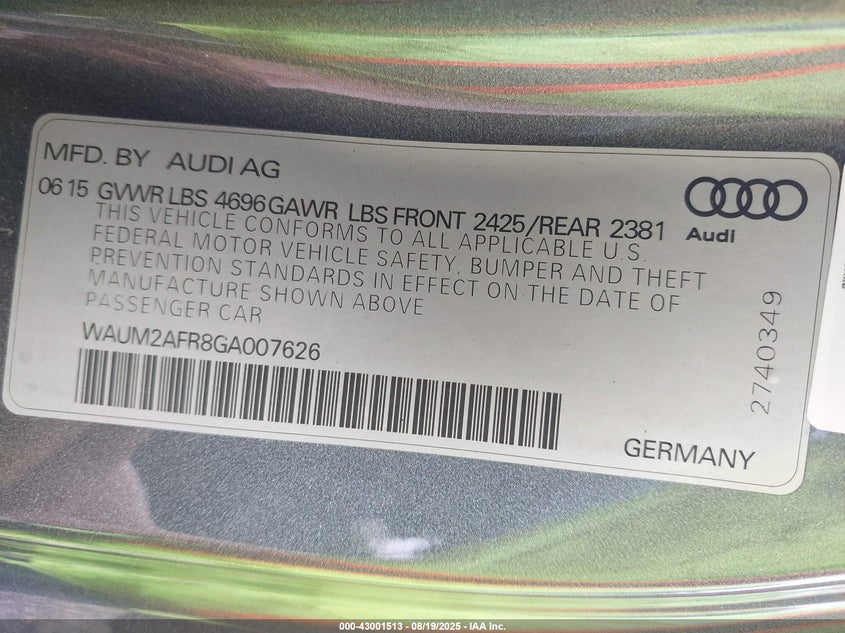 MFD. BY AUDI AG
06 15 GVWR LBS 4696 GAWR LBS FRONT 2425/REAR 2381
THIS VEHICLE CONFORMS TO ALL APPLICABLE U.S.
FEDERAL MOTOR VEHICLE SAFETY, BUMPER AND THEFT
PREVENTION STANDARDS IN EFFECT ON THE DATE OF
MANUFACTURE SHOWN ABOVE
PASSENGER CAR
WAUM2AFR8GA007626
Audi
2740349
GERMANY
000-43001513 - 08/19/2025 - IAA Inc.